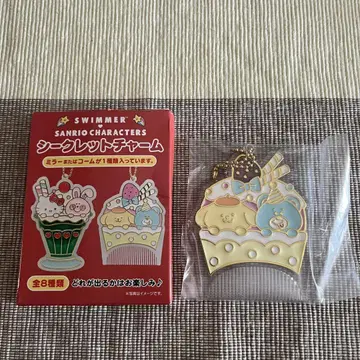 SWIMMER
SANRIO CHARACTERS
シークレットチャーム
ミラーまたはコームが1種類入っています。
全8種類
どれが出るかはお楽しみ♪